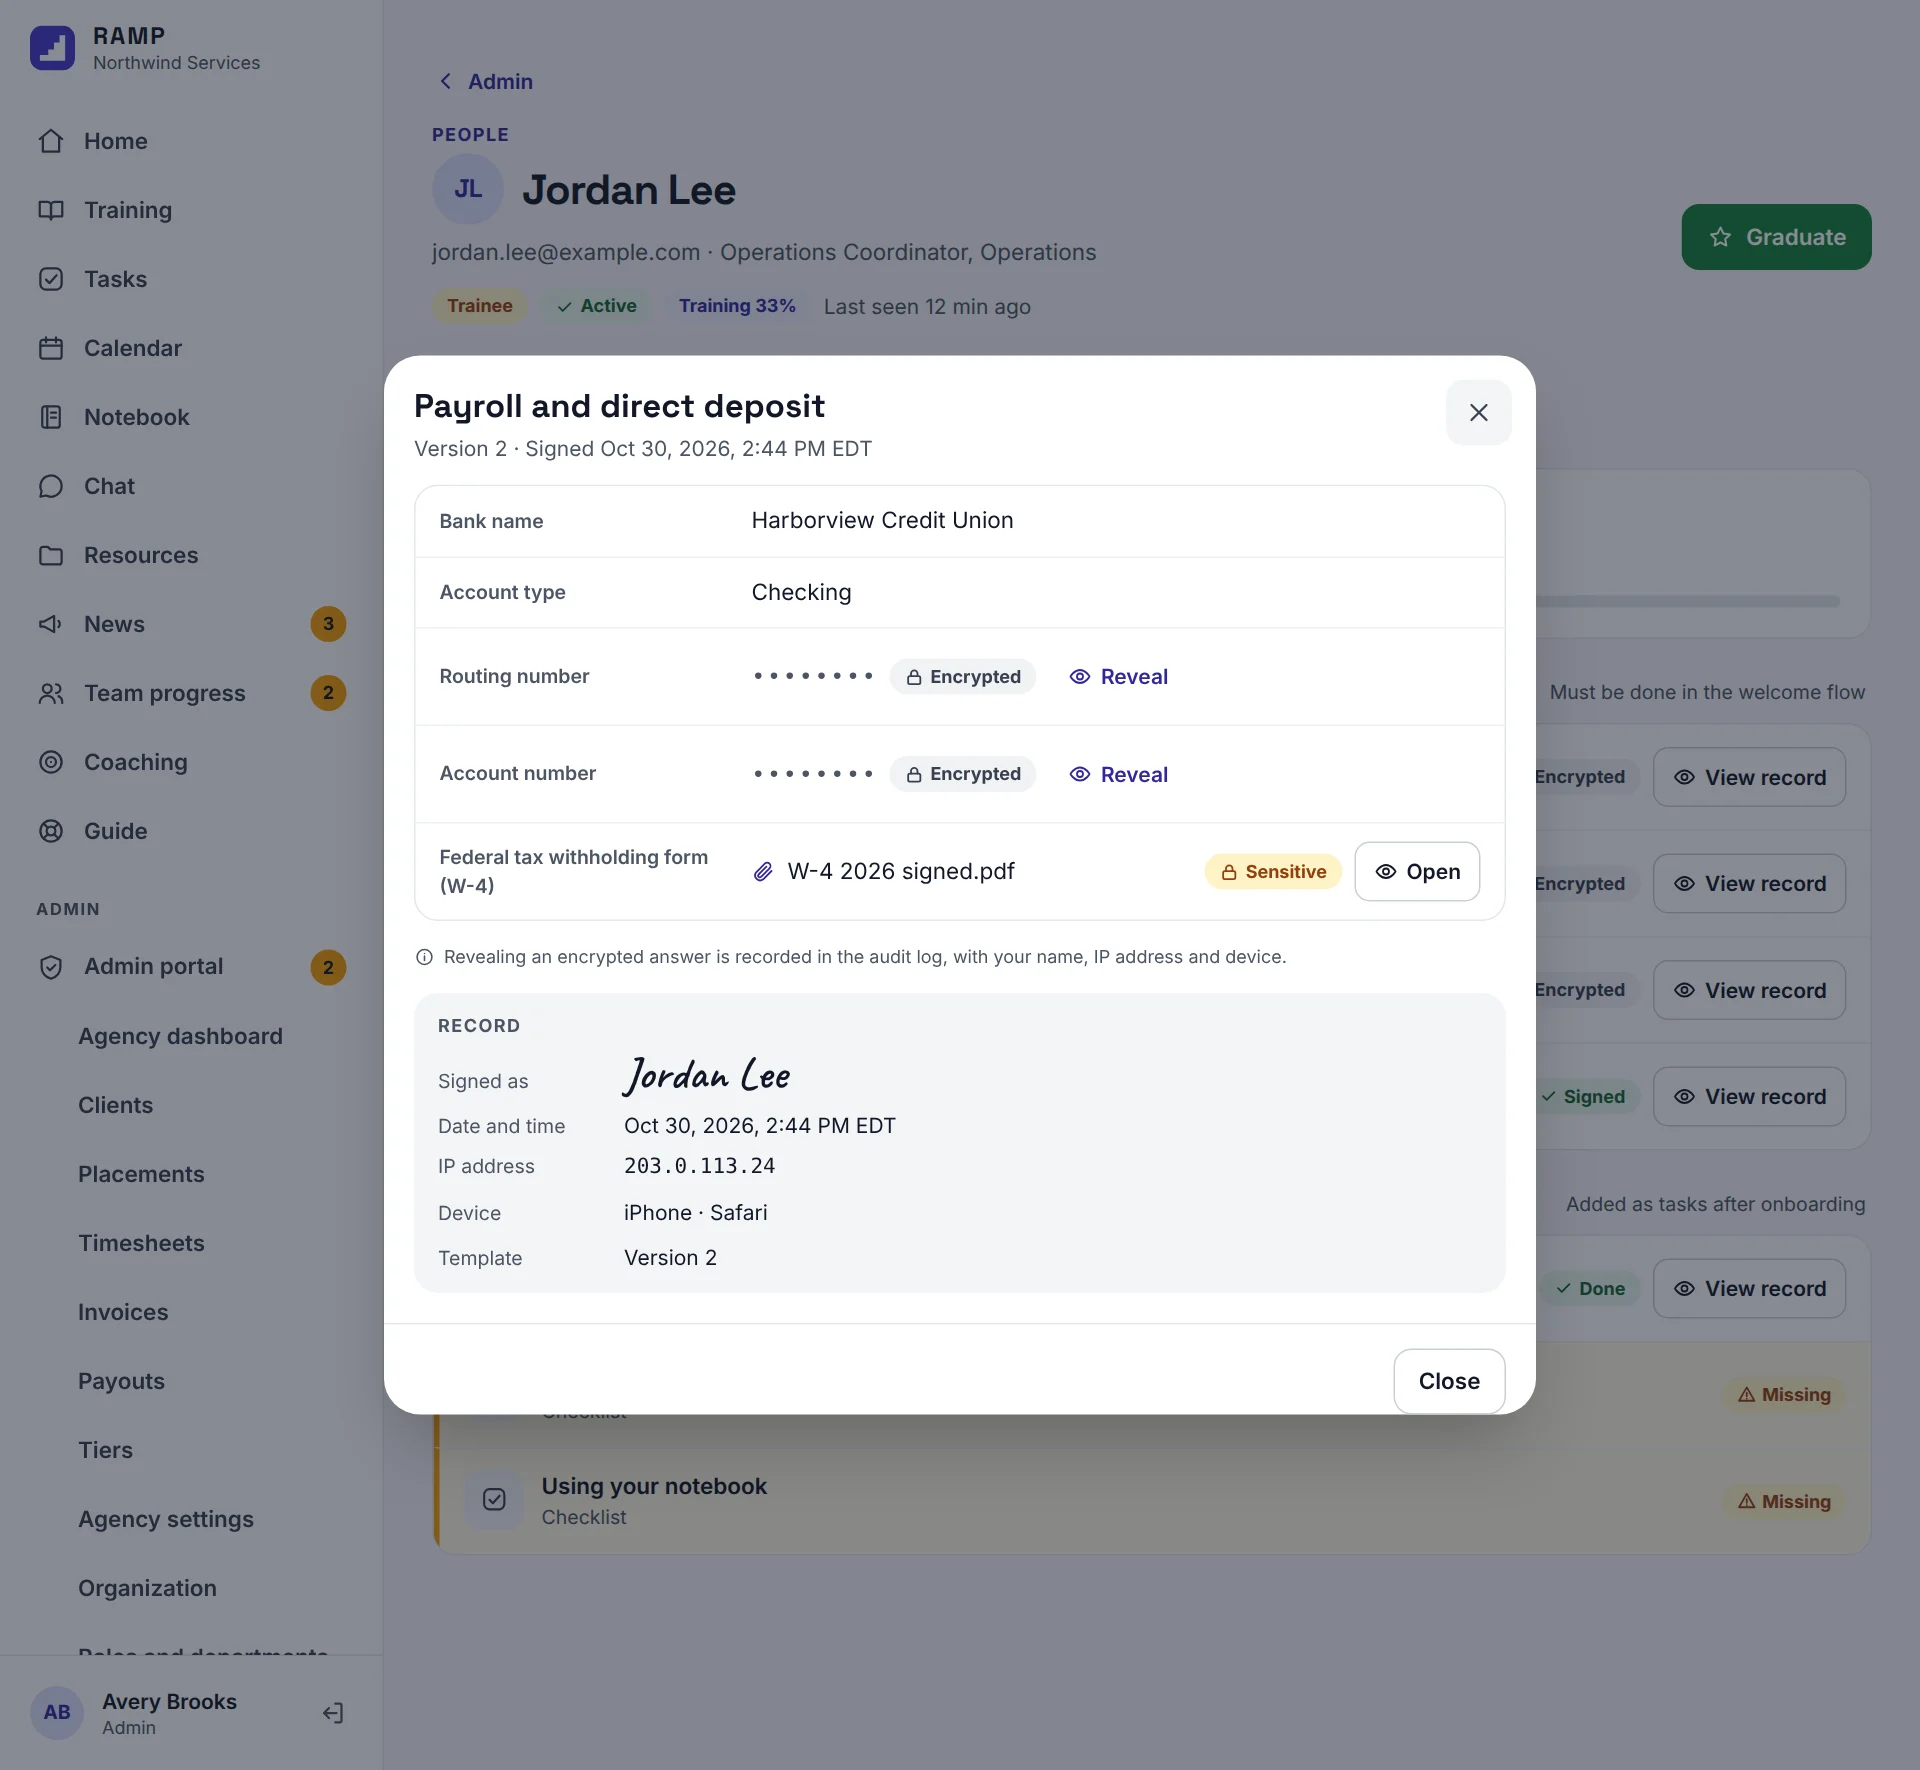 RAMP
Northwind Services
Home
Training
Tasks
Calendar
Notebook
Chat
Resources
News 3
Team progress 2
Coaching
Guide
ADMIN
Admin portal 2
Agency dashboard
Clients
Placements
Timesheets
Invoices
Payouts
Tiers
Agency settings
Organization
Roles and departments
AB
Avery Brooks
Admin
Admin
PEOPLE
JL
Jordan Lee
jordan.lee@example.com · Operations Coordinator, Operations
Trainee Active Training 33% Last seen 12 min ago
Graduate
Payroll and direct deposit
Version 2 · Signed Oct 30, 2026, 2:44 PM EDT
Bank name Harborview Credit Union
Account type Checking
Routing number •••••••• Encrypted Reveal
Account number •••••••• Encrypted Reveal
Federal tax withholding form
(W-4)
W-4 2026 signed.pdf Sensitive Open
Revealing an encrypted answer is recorded in the audit log, with your name, IP address and device.
RECORD
Signed as Jordan Lee
Date and time Oct 30, 2026, 2:44 PM EDT
IP address 203.0.113.24
Device iPhone · Safari
Template Version 2
Close
Must be done in the welcome flow
Encrypted View record
Encrypted View record
Encrypted View record
Signed View record
Added as tasks after onboarding
Done View record
Checklist
Missing
Using your notebook
Checklist
Missing